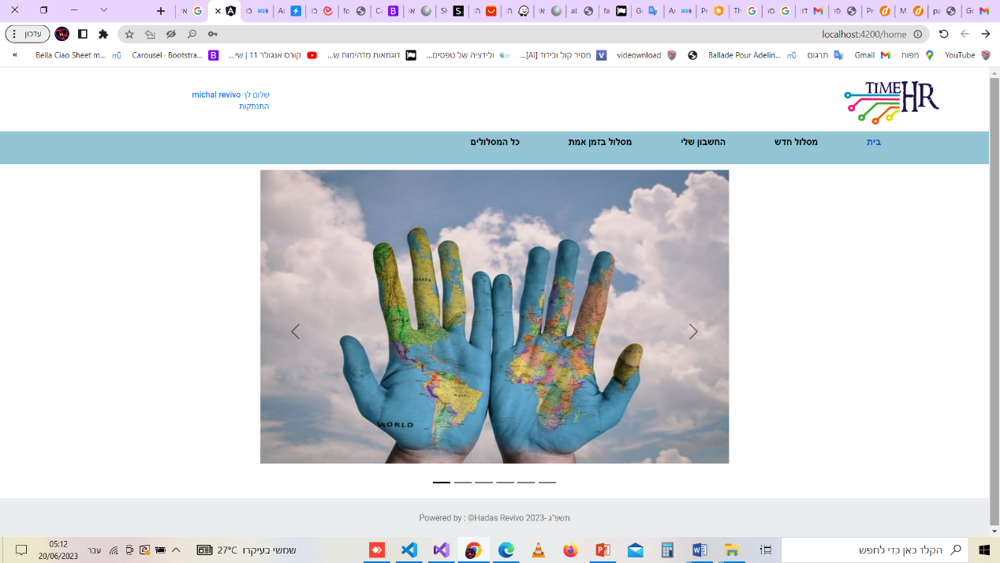 עדכון
localhost:4200/home
Bella Ciao Sheet m...
Carousel · Bootstra...
קורס אנגולר 11 | שי...
דוגמאות מדהימות ש...
ולידציה של טפסים...
מסיר קול ובידוד [AI]...
videownload
Ballade Pour Adelin...
תרגום
Gmail
מפות
YouTube
TIME HR
שלום לך michal revivo
התנתקות
בית
מסלול חדש
החשבון שלי
מסלול בזמן אמת
כל המסלולים
CANADA
WORLD
Powered by : ©Hadas Revivo 2023- תשפ"ג
05:12
20/06/2023
עבר
27°C
שמשי בעיקרו
הקלד כאן כדי לחפש